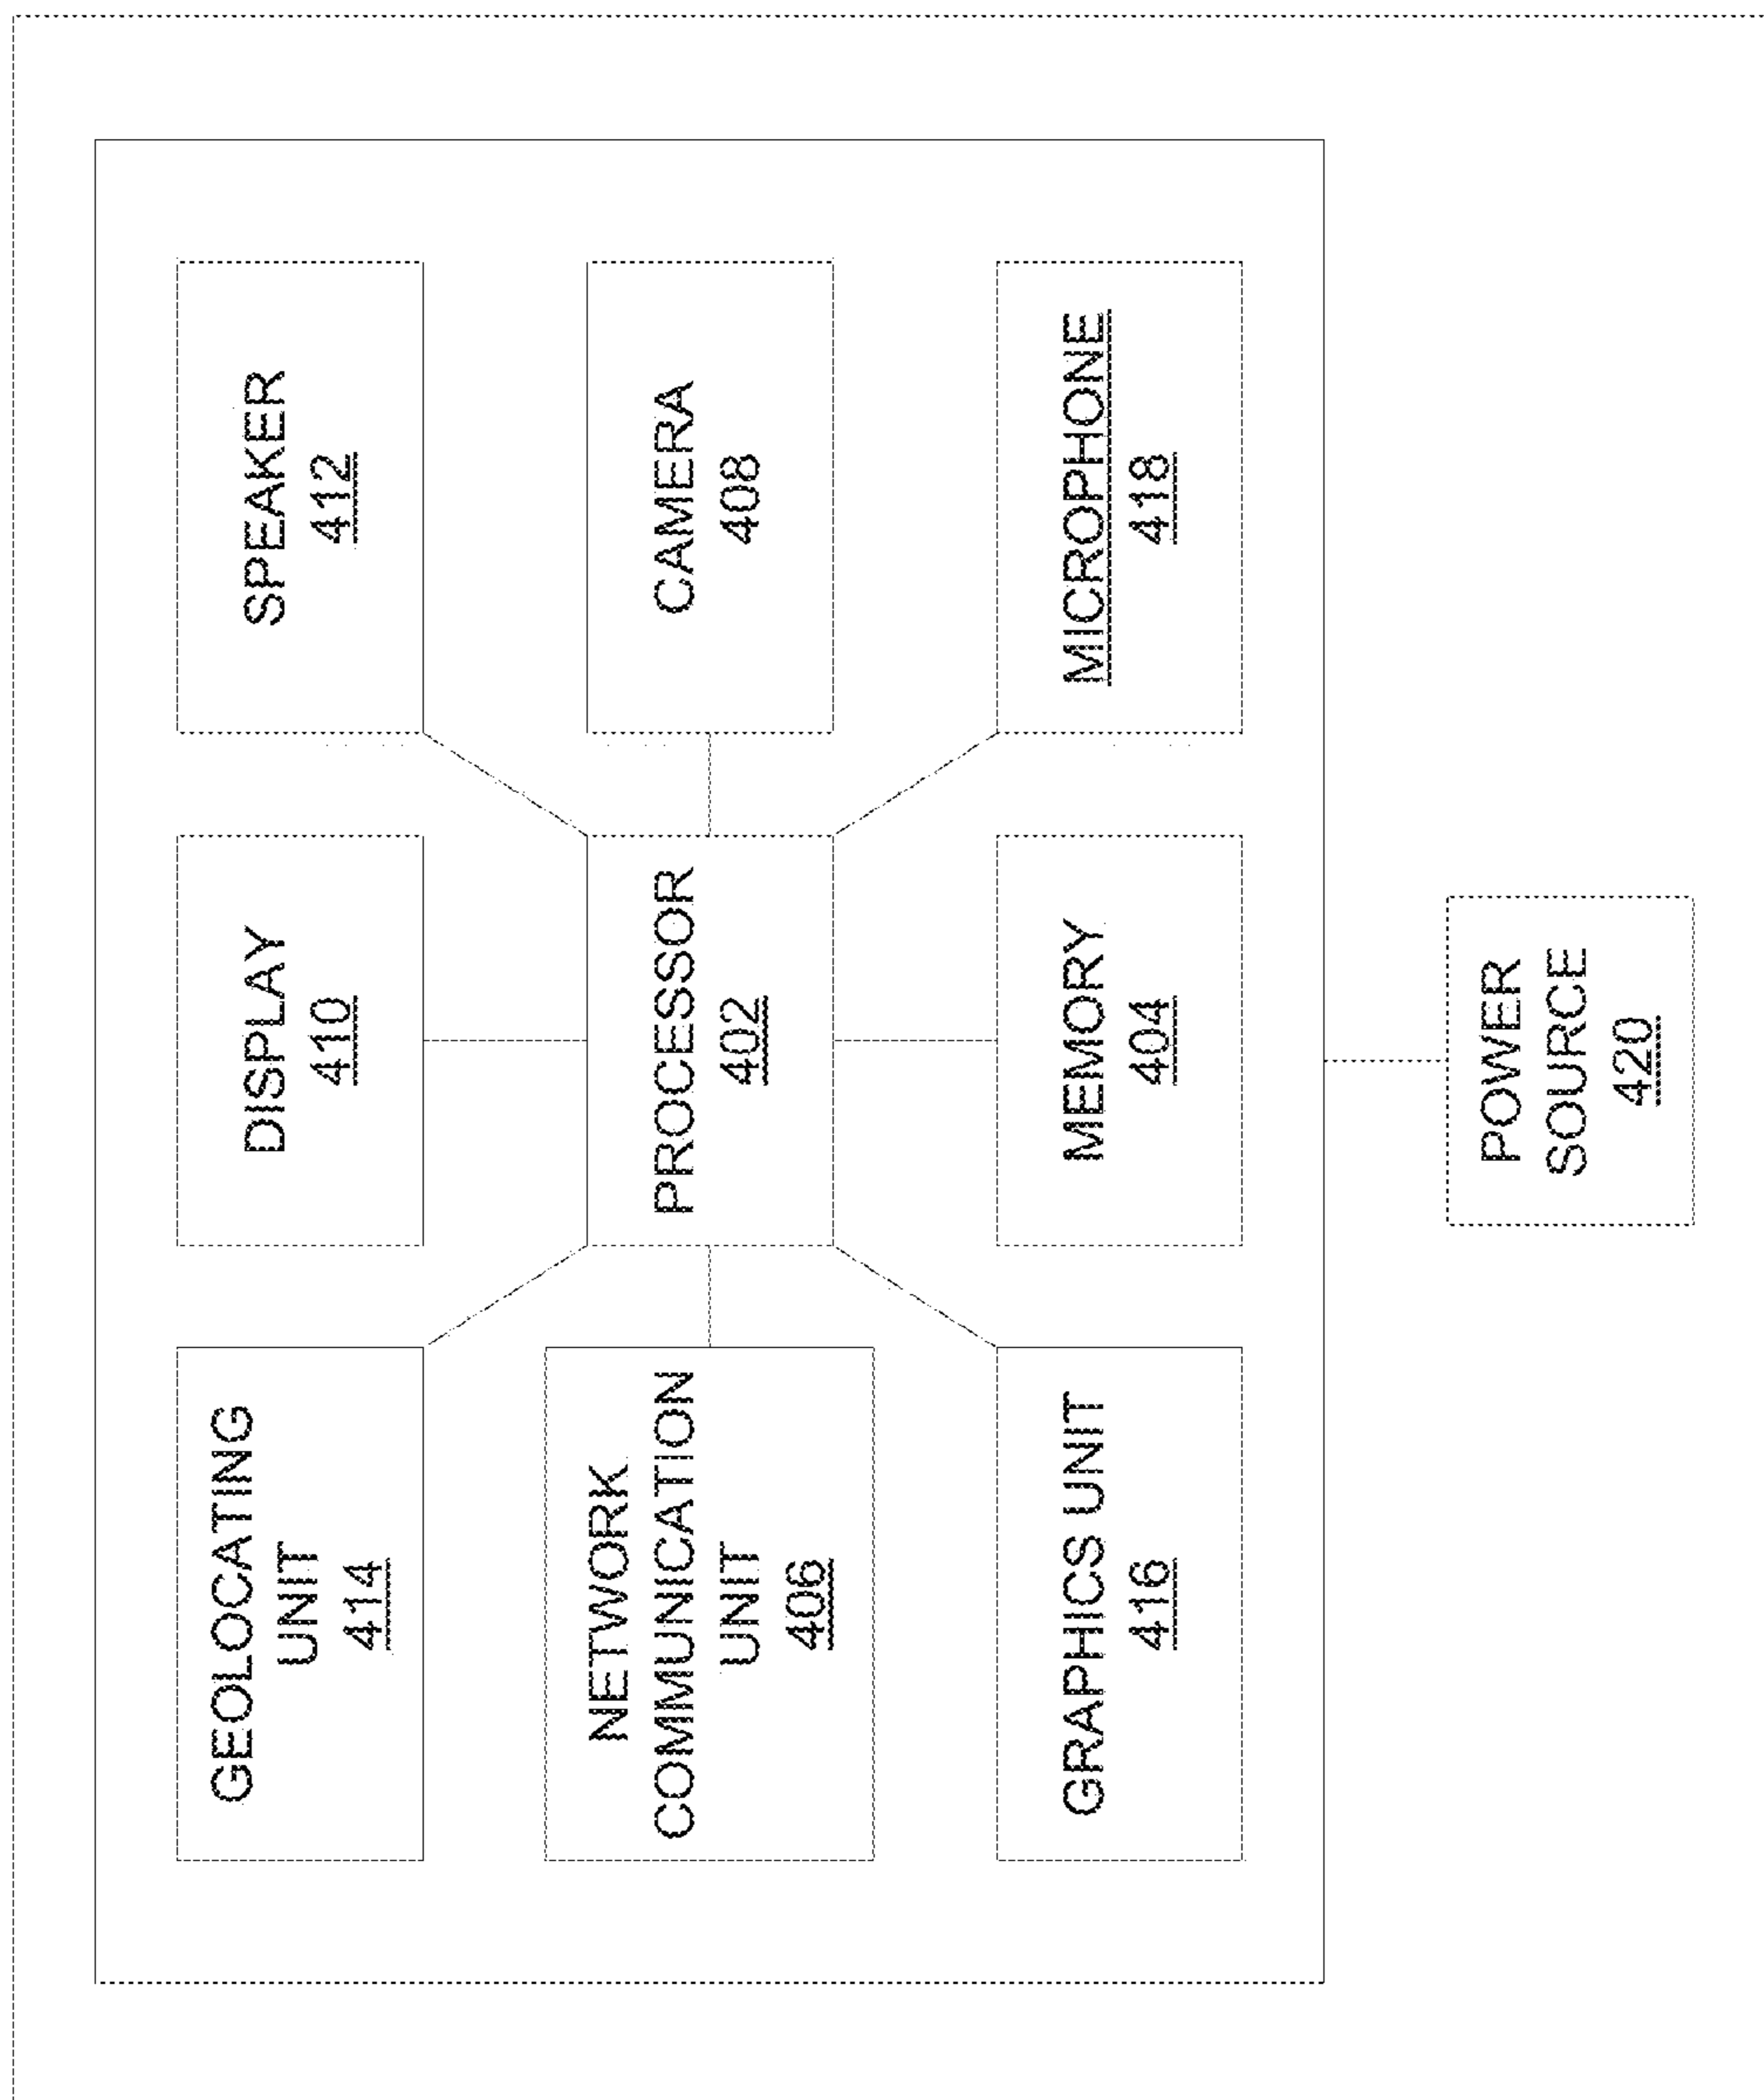 GEOLOCATING
UNIT
414
DISPLAY
410
SPEAKER
412
NETWORK
COMMUNICATION
UNIT
406
PROCESSOR
402
CAMERA
408
GRAPHICS UNIT
416
MEMORY
404
MICROPHONE
418
POWER
SOURCE
420